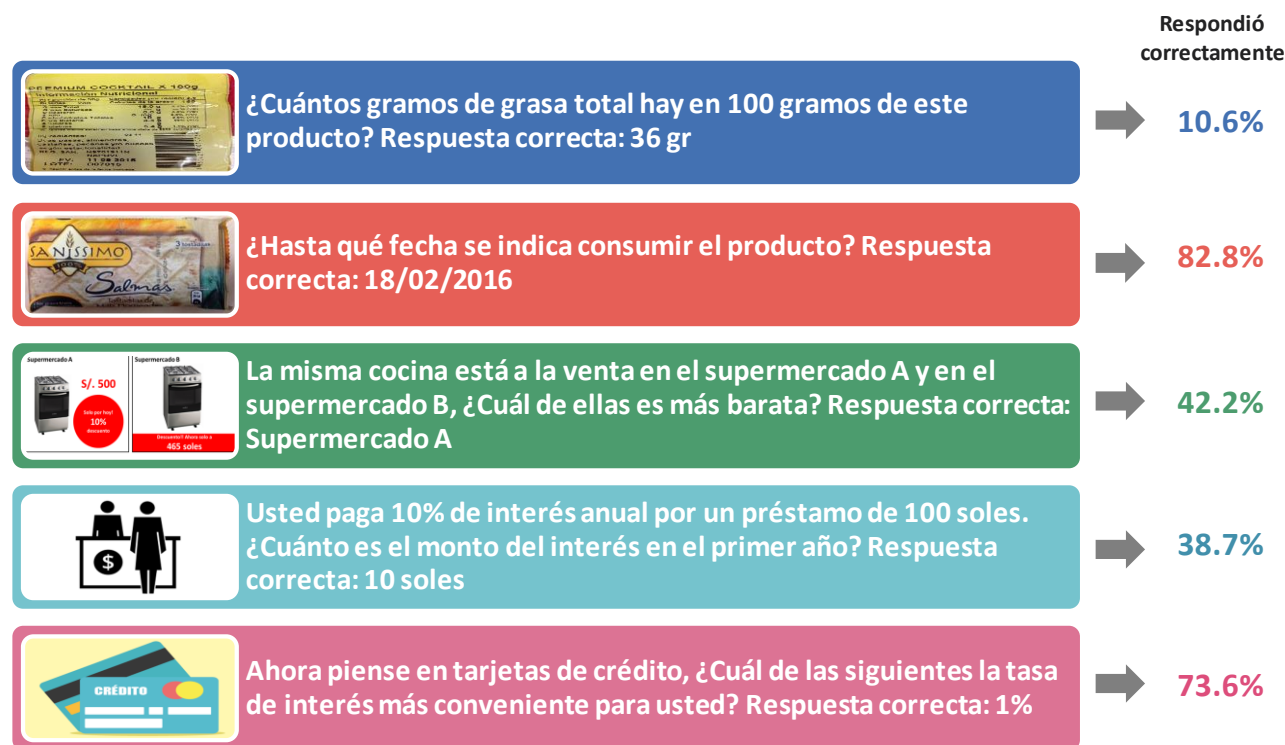 Respondió
correctamente
PREMIUM COCKTAIL X 100g
Información Nutricional
¿Cuántos gramos de grasa total hay en 100 gramos de este
producto? Respuesta correcta: 36 gr
10.6%
SANÍSSIMO
Salmas
¿Hasta qué fecha se indica consumir el producto? Respuesta
correcta: 18/02/2016
82.8%
Supermercado A
Supermercado B
S/. 500
Solo por hoy!
10%
descuento
Descuento!! Ahora solo a
465 soles
La misma cocina está a la venta en el supermercado A y en el
supermercado B, ¿Cuál de ellas es más barata? Respuesta correcta:
Supermercado A
42.2%
$
Usted paga 10% de interés anual por un préstamo de 100 soles.
¿Cuánto es el monto del interés en el primer año? Respuesta
correcta: 10 soles
38.7%
CRÉDITO
Ahora piense en tarjetas de crédito, ¿Cuál de las siguientes la tasa
de interés más conveniente para usted? Respuesta correcta: 1%
73.6%